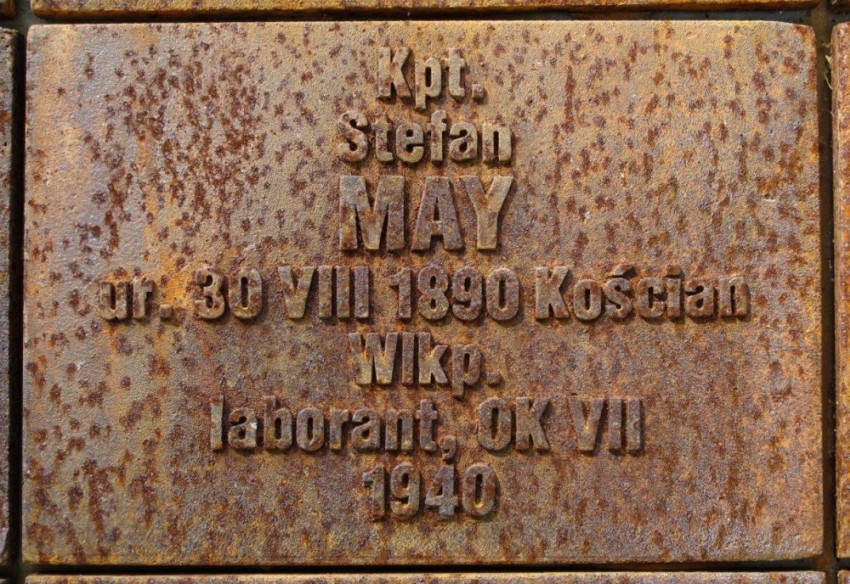 Kpt.
Stefan
MAY
ur. 30 VIII 1890 Kościan
Wlkp.
laborant, OK VII
1940